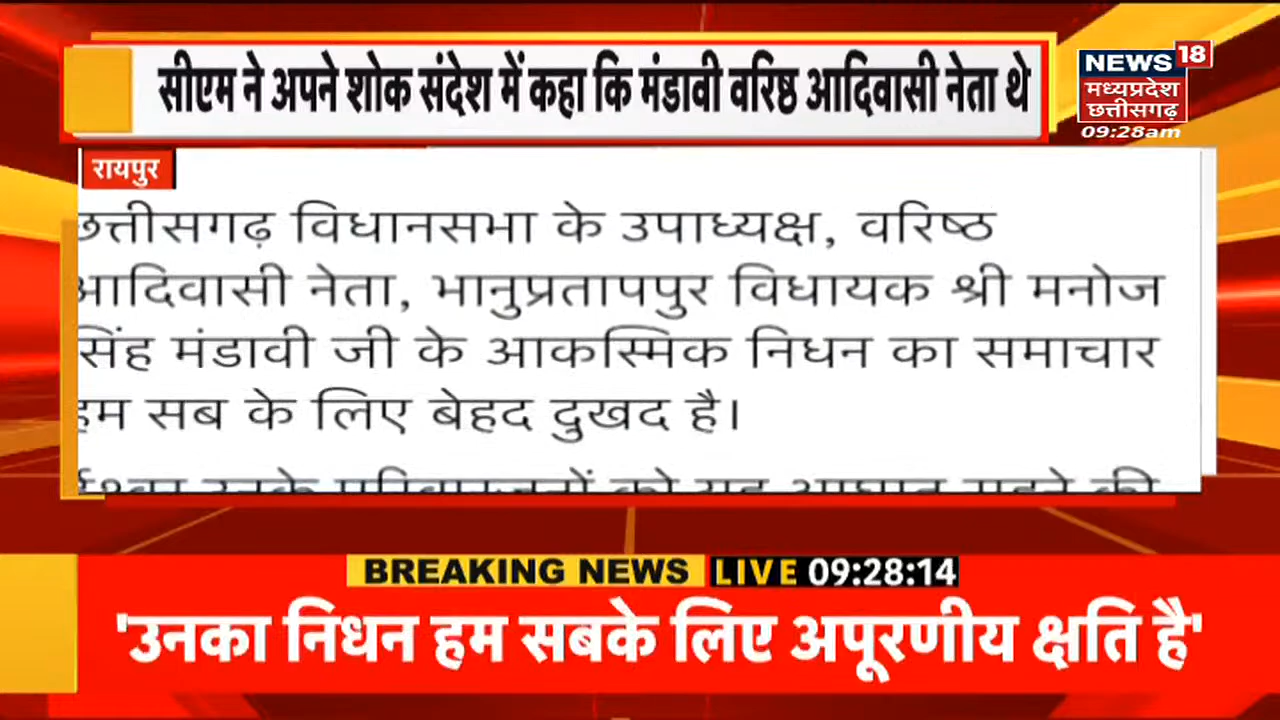 सीएम ने अपने शोक संदेश में कहा कि मंडावी वरिष्ठ आदिवासी नेता थे
NEWS 18
मध्यप्रदेश
छत्तीसगढ़
09:28am
रायपुर
छत्तीसगढ़ विधानसभा के उपाध्यक्ष, वरिष्ठ
आदिवासी नेता, भानुप्रतापपुर विधायक श्री मनोज
सिंह मंडावी जी के आकस्मिक निधन का समाचार
हम सब के लिए बेहद दुखद है।
BREAKING NEWS LIVE 09:28:14
'उनका निधन हम सबके लिए अपूरणीय क्षति है'